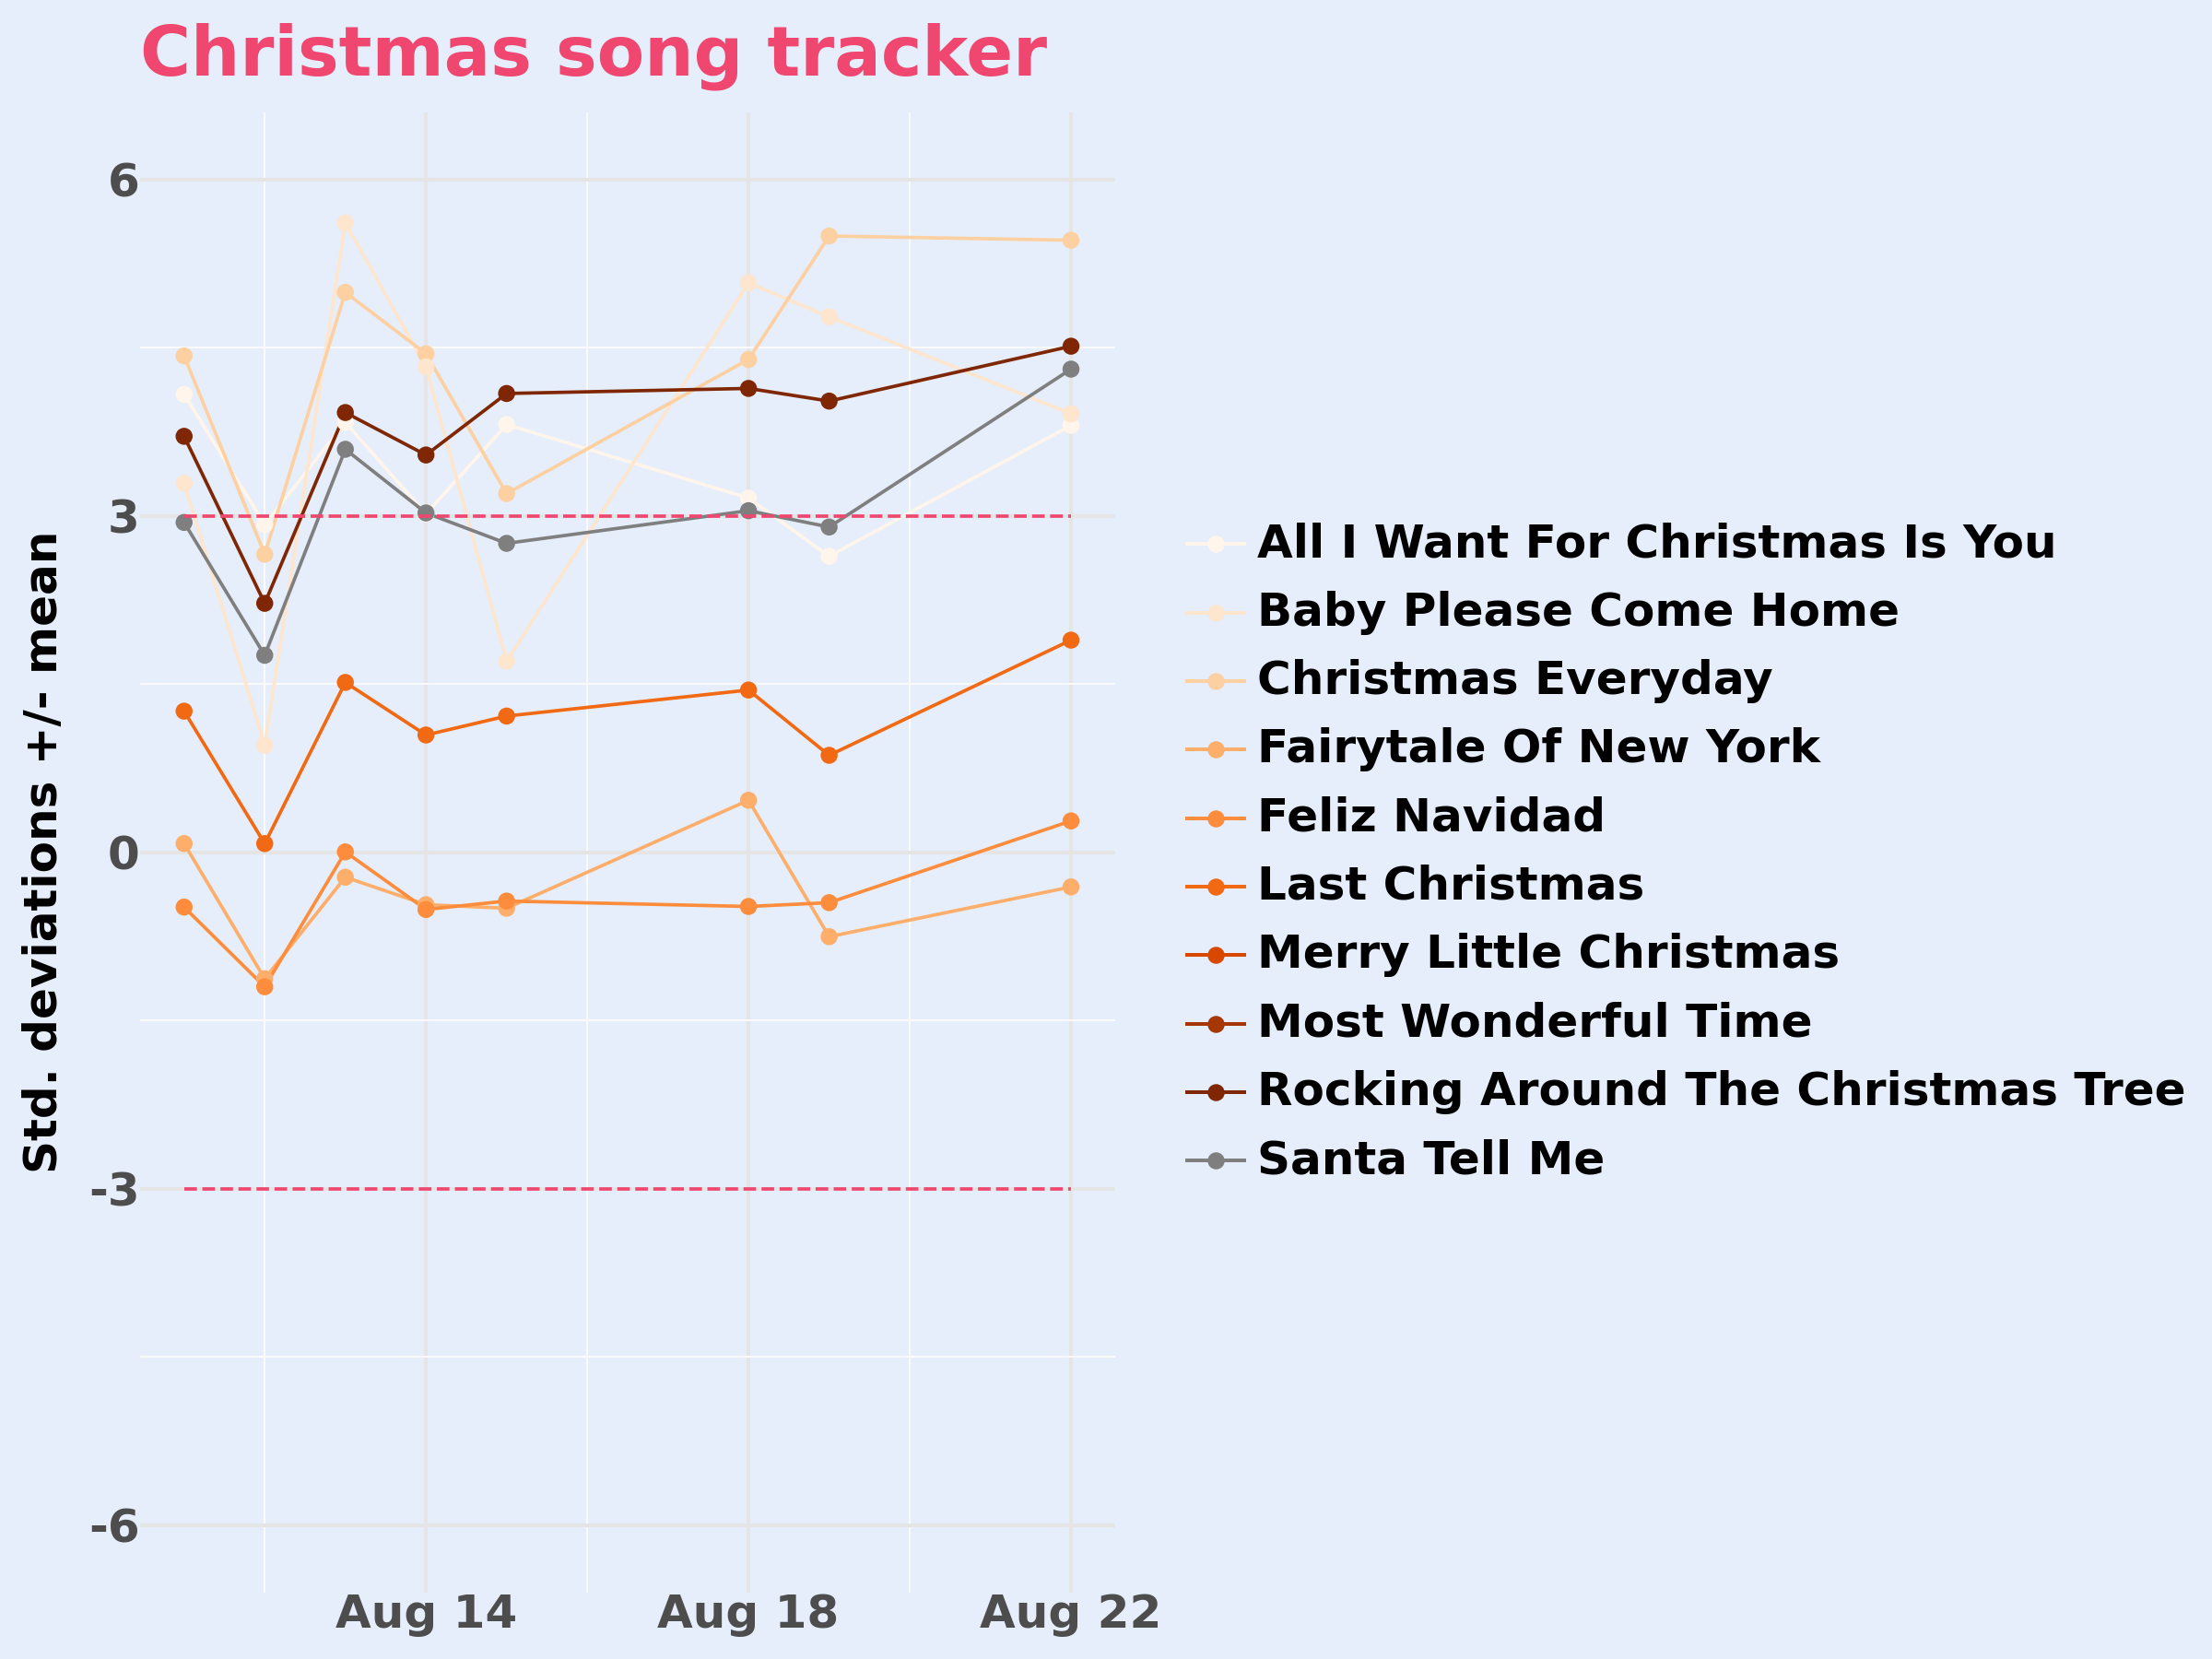 Christmas song tracker
Std. deviations +/- mean
6
3
0
-3
-6
Aug 14
Aug 18
Aug 22
All I Want For Christmas Is You
Baby Please Come Home
Christmas Everyday
Fairytale Of New York
Feliz Navidad
Last Christmas
Merry Little Christmas
Most Wonderful Time
Rocking Around The Christmas Tree
Santa Tell Me